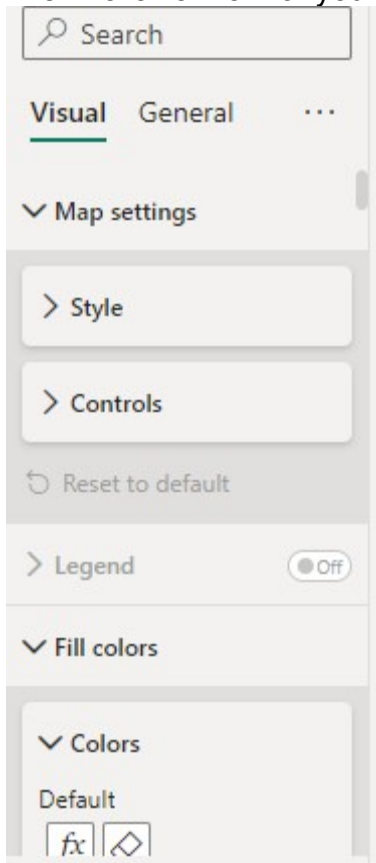 Search
Visual General ...
Map settings
Style
Controls
Reset to default
Legend Off
Fill colors
Colors
Default
fx